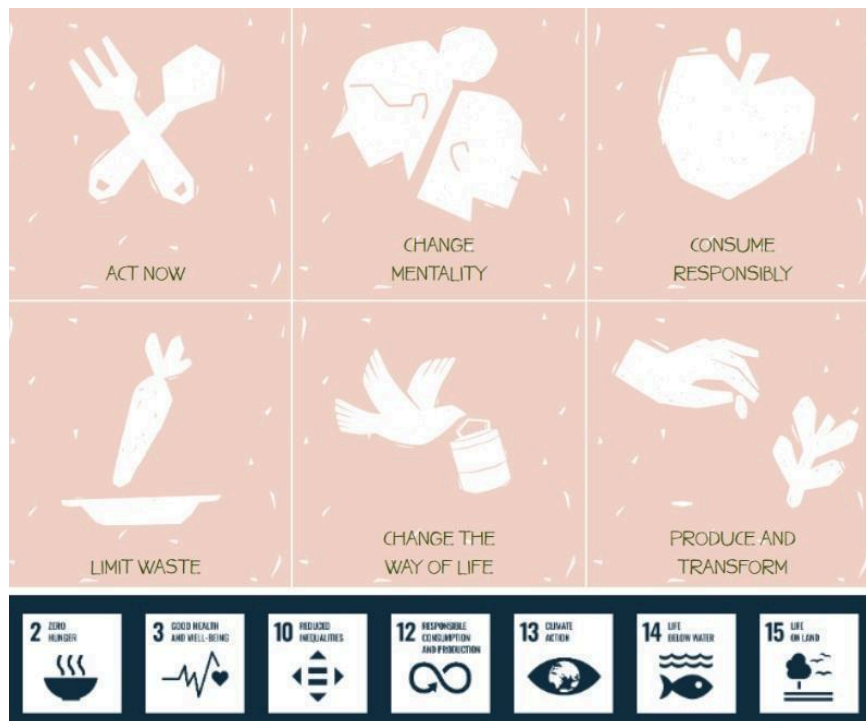 ACT NOW
CHANGE
MENTALITY
CONSUME
RESPONSIBLY
LIMIT WASTE
CHANGE THE
WAY OF LIFE
PRODUCE AND
TRANSFORM
2 ZERO
HUNGER
3 GOOD HEALTH
AND WELL-BEING
10 REDUCED
INEQUALITIES
12 RESPONSIBLE
CONSUMPTION
AND PRODUCTION
13 CLIMATE
ACTION
14 LIFE
BELOW WATER
15 LIFE
ON LAND